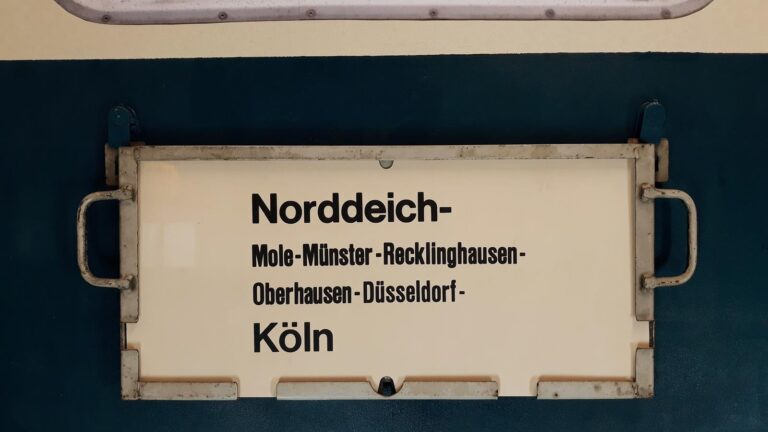 Norddeich-
Mole-Münster-Recklinghausen-
Oberhausen-Düsseldorf-
Köln